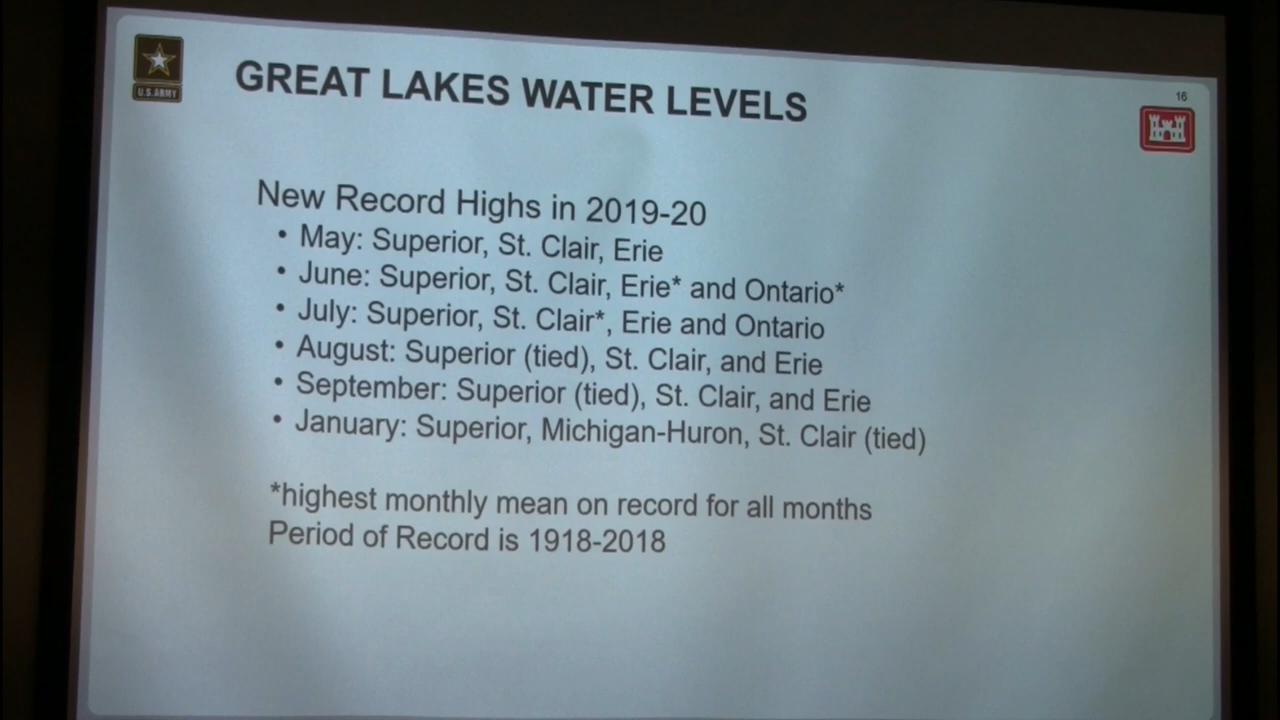 U.S.ARMY
GREAT LAKES WATER LEVELS
16
New Record Highs in 2019-20
• May: Superior, St. Clair, Erie
• June: Superior, St. Clair, Erie* and Ontario*
• July: Superior, St. Clair*, Erie and Ontario
• August: Superior (tied), St. Clair, and Erie
• September: Superior (tied), St. Clair, and Erie
• January: Superior, Michigan-Huron, St. Clair (tied)
*highest monthly mean on record for all months
Period of Record is 1918-2018